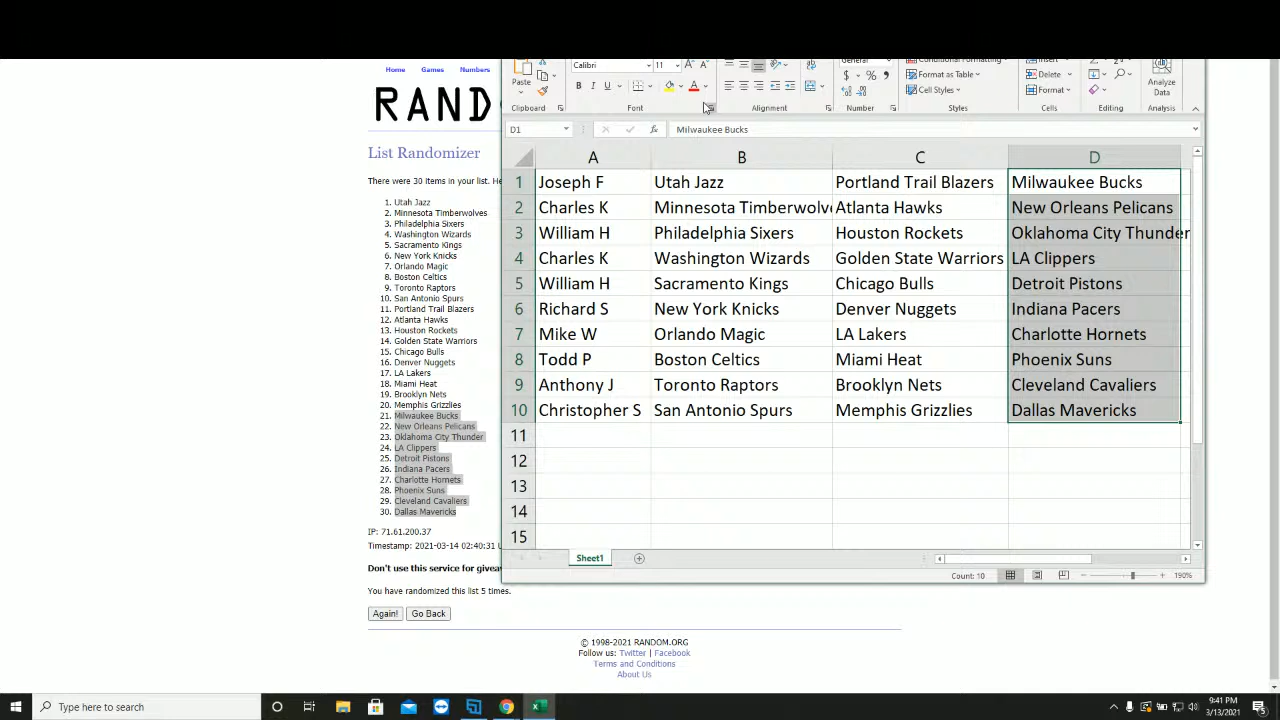 Home Games Numbers
RAND
List Randomizer
There were 30 items in your list. He
1. Utah Jazz
2. Minnesota Timberwolves
3. Philadelphia Sixers
4. Washington Wizards
5. Sacramento Kings
6. New York Knicks
7. Orlando Magic
8. Boston Celtics
9. Toronto Raptors
10. San Antonio Spurs
11. Portland Trail Blazers
12. Atlanta Hawks
13. Houston Rockets
14. Golden State Warriors
15. Chicago Bulls
16. Denver Nuggets
17. LA Lakers
18. Miami Heat
19. Brooklyn Nets
20. Memphis Grizzlies
21. Milwaukee Bucks
22. New Orleans Pelicans
23. Oklahoma City Thunder
24. LA Clippers
25. Detroit Pistons
26. Indiana Pacers
27. Charlotte Hornets
28. Phoenix Suns
29. Cleveland Cavaliers
30. Dallas Mavericks
IP: 71.61.200.37
Timestamp: 2021-03-14 02:40:31 U
Don't use this service for giveaw
You have randomized this list 5 times.
Again! Go Back
© 1998-2021 RANDOM.ORG
Follow us: Twitter | Facebook
Terms and Conditions
About Us
Calibri 11
Paste B I U A $ % 9
Format as Table
Cell Styles
Insert
Delete
Format
Analyze
Data
Clipboard Font Alignment Number Styles Cells Editing Analysis
D1 fx Milwaukee Bucks
A B C D
1 Joseph F Utah Jazz Portland Trail Blazers Milwaukee Bucks
2 Charles K Minnesota Timberwolv Atlanta Hawks New Orleans Pelicans
3 William H Philadelphia Sixers Houston Rockets Oklahoma City Thunder
4 Charles K Washington Wizards Golden State Warriors LA Clippers
5 William H Sacramento Kings Chicago Bulls Detroit Pistons
6 Richard S New York Knicks Denver Nuggets Indiana Pacers
7 Mike W Orlando Magic LA Lakers Charlotte Hornets
8 Todd P Boston Celtics Miami Heat Phoenix Suns
9 Anthony J Toronto Raptors Brooklyn Nets Cleveland Cavaliers
10 Christopher S San Antonio Spurs Memphis Grizzlies Dallas Mavericks
11
12
13
14
15
Sheet1
Count: 10 190%
Type here to search
9:41 PM
3/13/2021